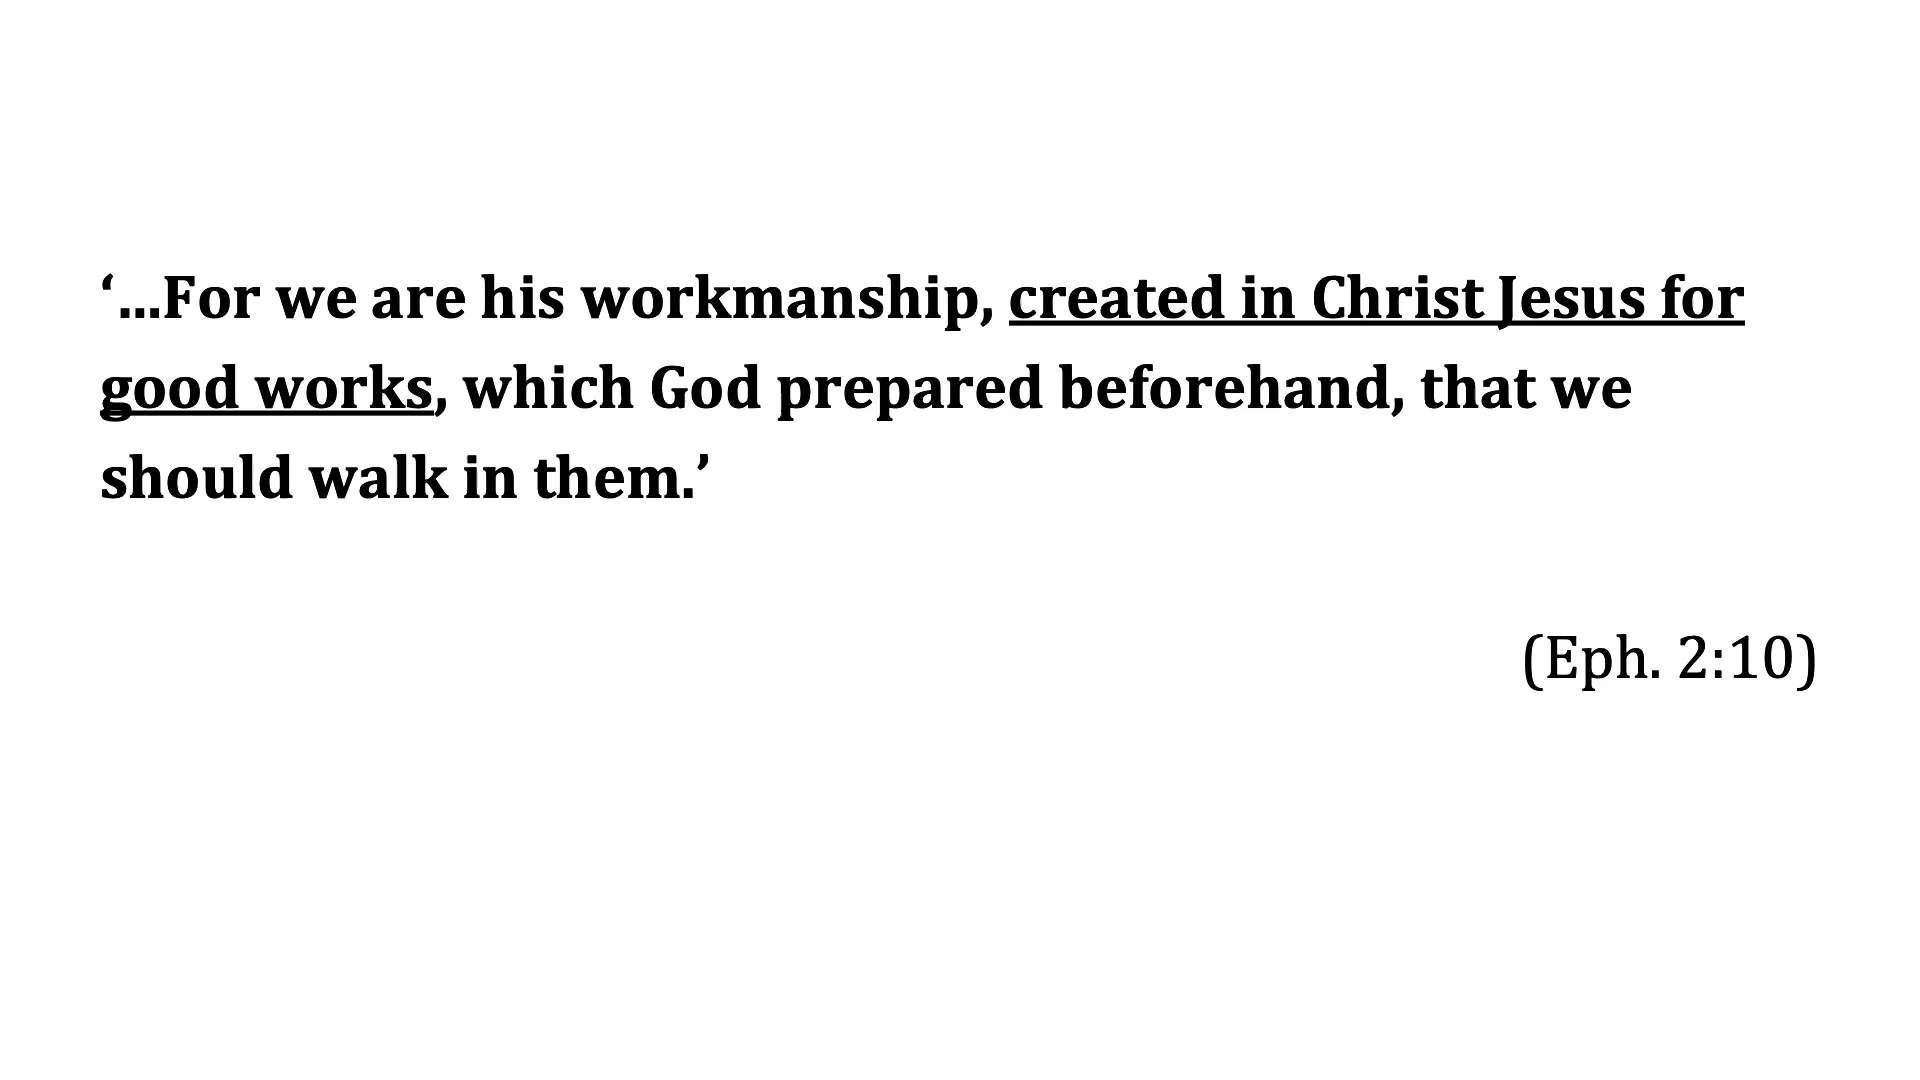 ‘…For we are his workmanship, created in Christ Jesus for
good works, which God prepared beforehand, that we
should walk in them.’
(Eph. 2:10)